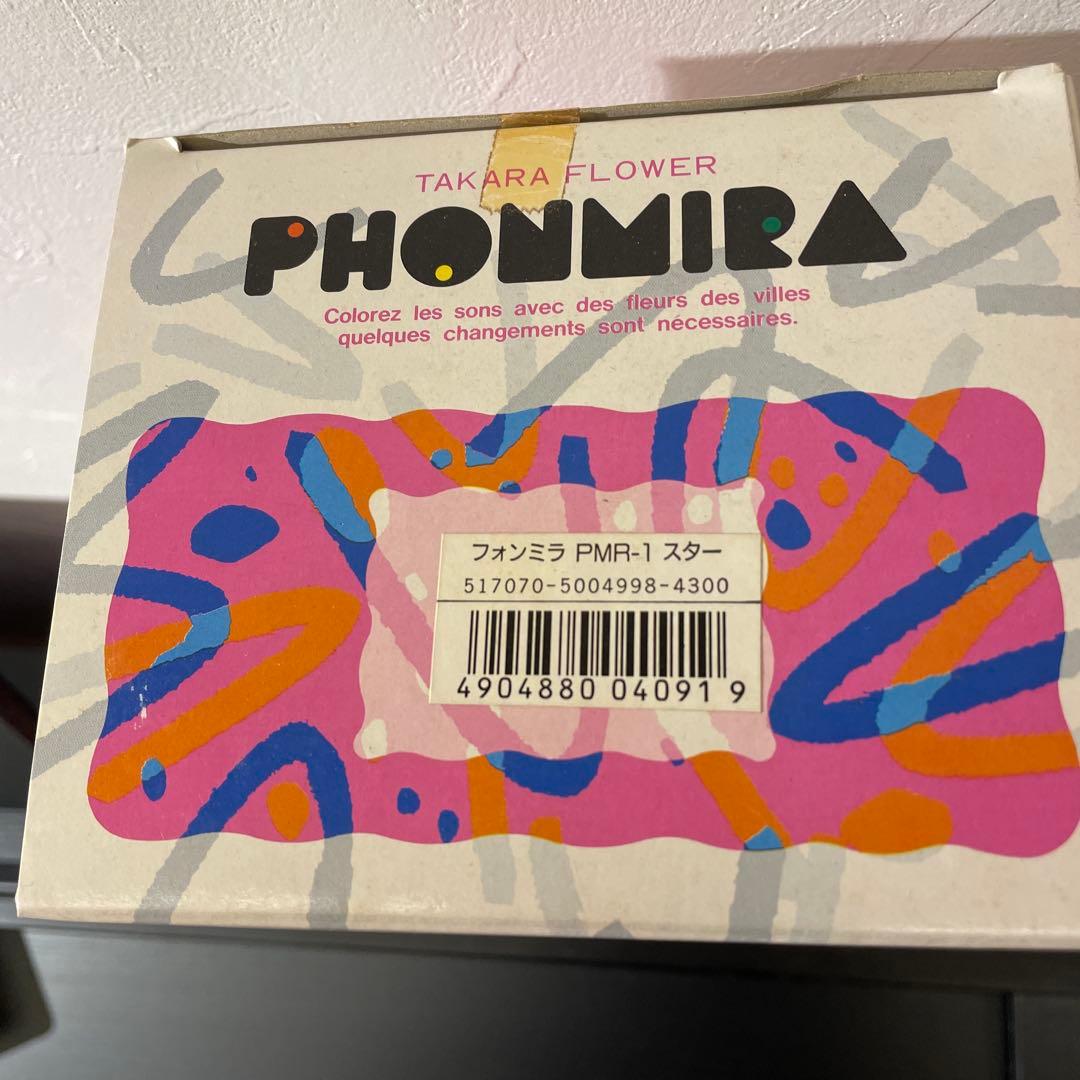 TAKARA FLOWER
PHONMIRA
Colorez les sons avec des fleurs des villes
quelques changements sont nécessaires.
フォンミラ PMR-1 スター
517070-5004998-4300
4904880 04091 9